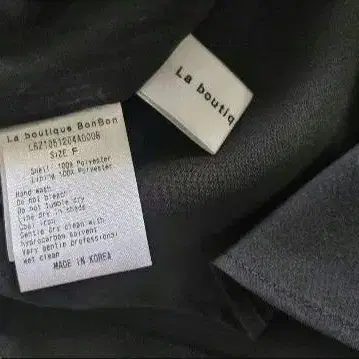 La boutique BonBon
SIZE F
Shell: 100% Polyester
Lining 100% Polyester
Hand wash
Do not bleach
Do not tumble dry
Line dry in shade
Cool iron
Gentle dry clean with
hydrocarbon solvent
Very gentle professional
wet clean
MADE IN KOREA
La boutiq